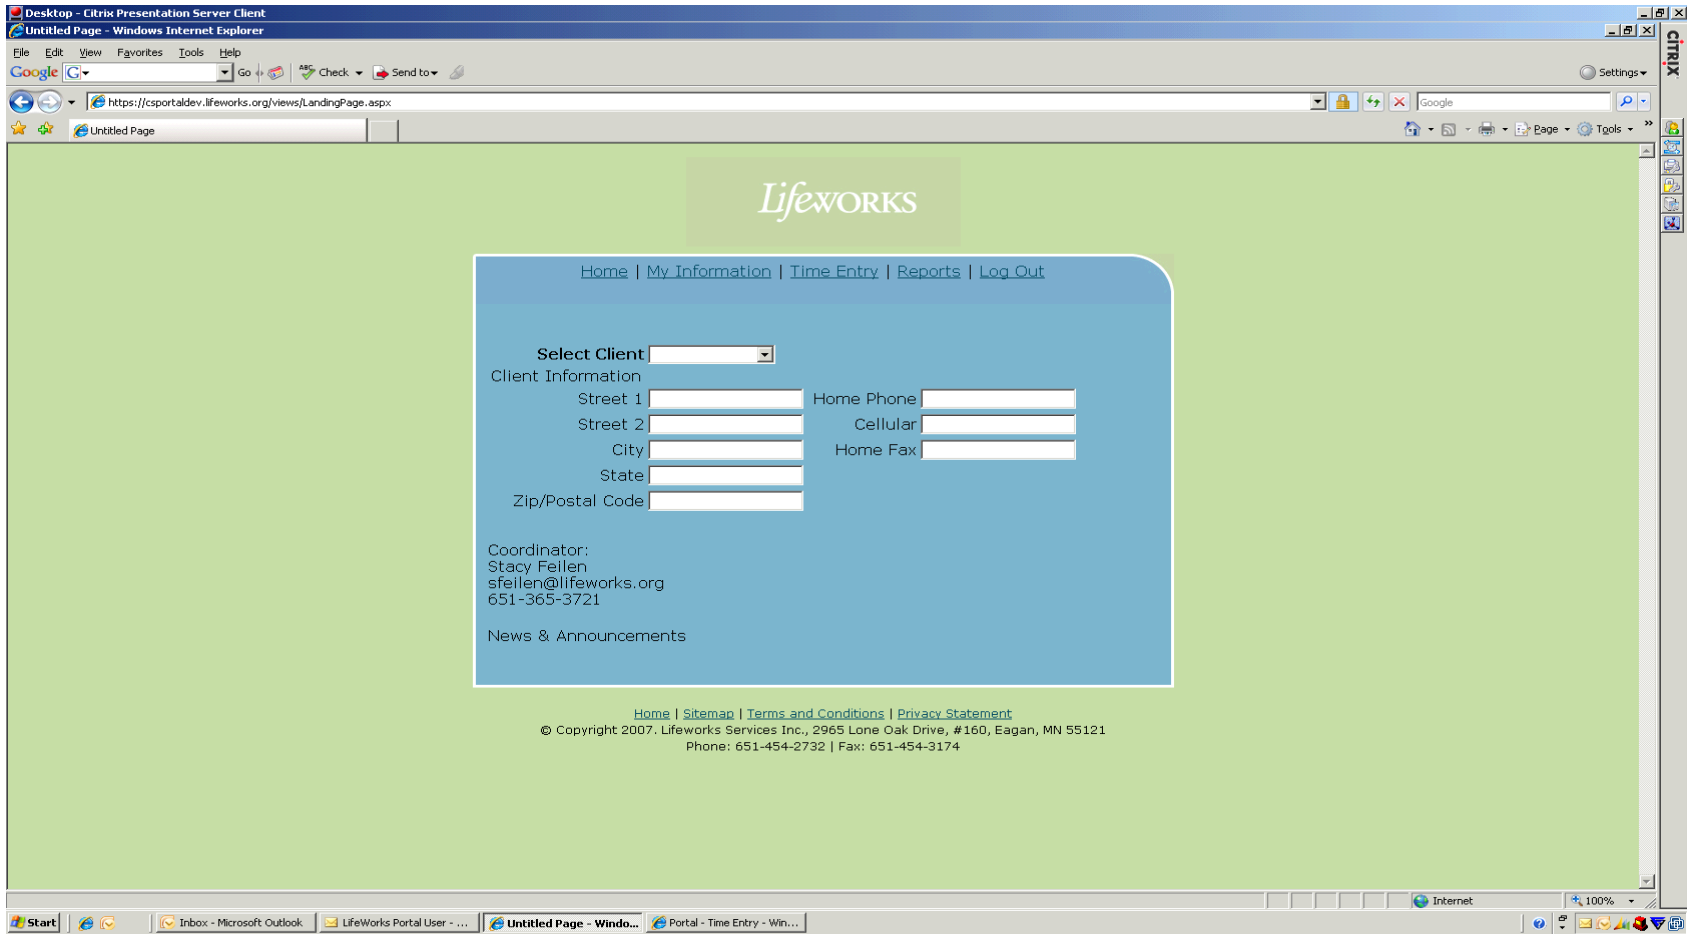 Desktop - Citrix Presentation Server Client
Untitled Page - Windows Internet Explorer
CITRIX
File Edit View Favorites Tools Help
Google G Go ABC Check Send to Settings
https://csportaldev.lifeworks.org/views/LandingPage.aspx Google
Untitled Page Page Tools »
Lifeworks
Home | My Information | Time Entry | Reports | Log Out
Select Client
Client Information
Street 1 Home Phone
Street 2 Cellular
City Home Fax
State
Zip/Postal Code
Coordinator:
Stacy Feilen
sfeilen@lifeworks.org
651-365-3721
News & Announcements
Home | Sitemap | Terms and Conditions | Privacy Statement
© Copyright 2007. Lifeworks Services Inc., 2965 Lone Oak Drive, #160, Eagan, MN 55121
Phone: 651-454-2732 | Fax: 651-454-3174
Internet 100%
Start Inbox - Microsoft Outlook LifeWorks Portal User - ... Untitled Page - Windo... Portal - Time Entry - Win...